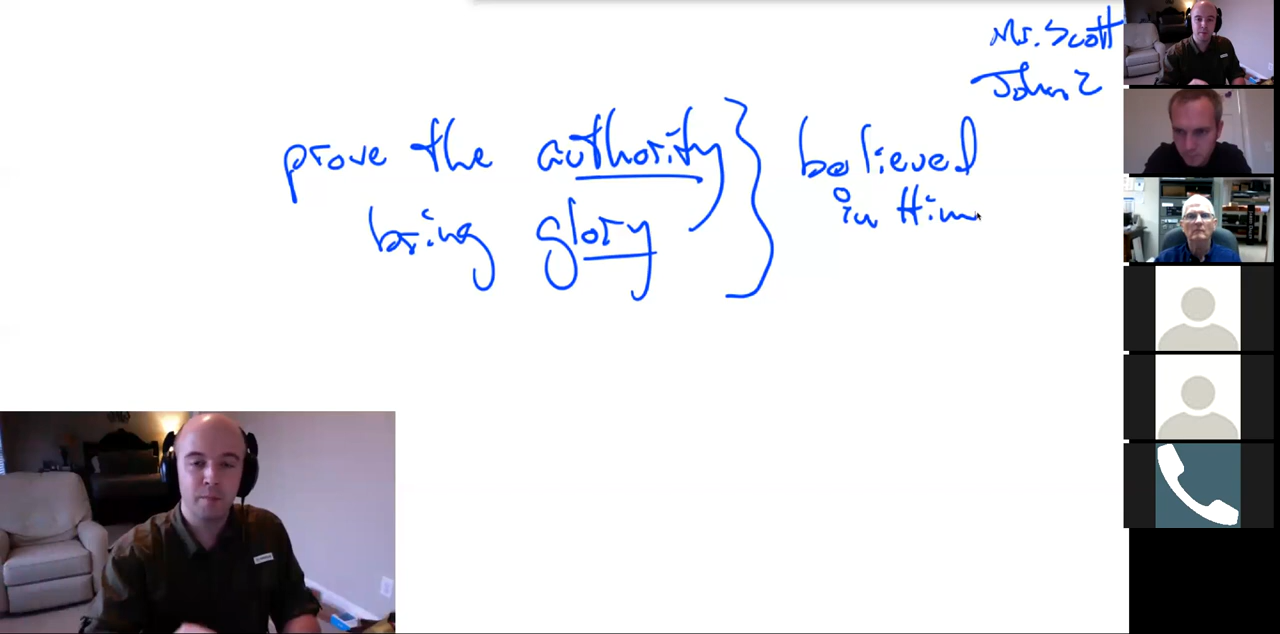 Mr. Scott
John 2
prove the authority
bring glory
believed
in Him